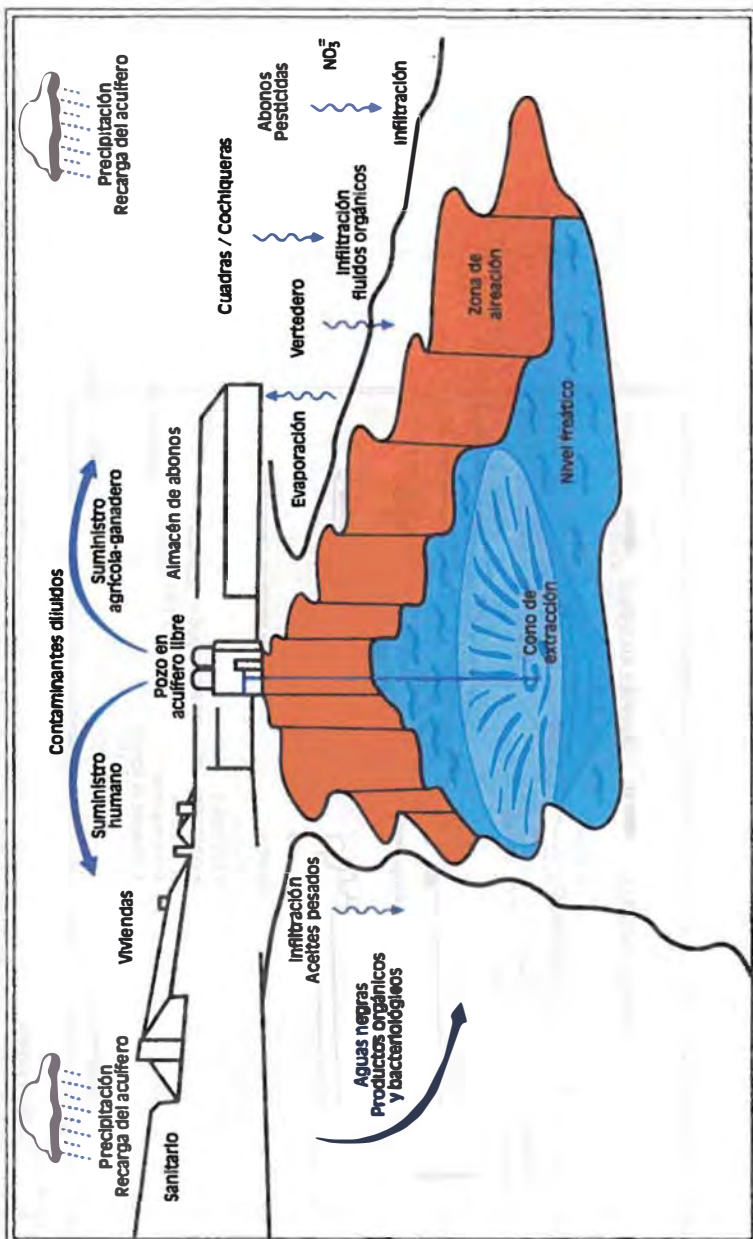 Precipitación
Recarga del acuífero
Contaminantes diluidos
Precipitación
Recarga del acuífero
Suministro
humano
Suministro
agrícola-ganadero
Sanitario
Viviendas
Pozo en
acuífero libre
Almacén de abonos
Cuadras / Cochiqueras
Abonos
Pesticidas
NO₃⁼
Evaporación
Vertedero
Infiltración
fluidos orgánicos
Infiltración
Infiltración
Aceites pesados
Aguas negras
Productos orgánicos
y bacteriológicos
Zona de
aireación
Cono de
extracción
Nivel freático